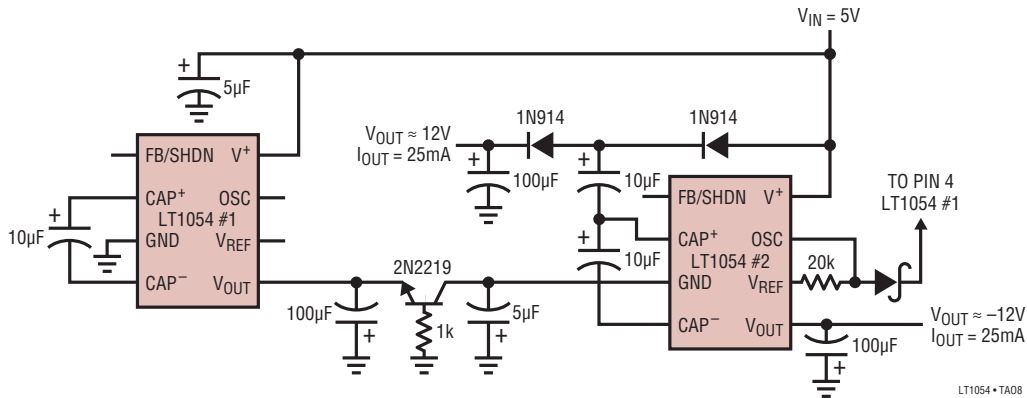 V_IN = 5V
+
5µF
1N914
1N914
V_OUT ≈ 12V
I_OUT = 25mA
+
100µF
+
10µF
FB/SHDN V⁺
CAP⁺ OSC
LT1054 #1
GND V_REF
CAP⁻ V_OUT
+
10µF
FB/SHDN V⁺
CAP⁺ OSC
LT1054 #2
GND V_REF
CAP⁻ V_OUT
TO PIN 4
LT1054 #1
+
10µF
20k
2N2219
100µF
+
1k
5µF
+
V_OUT ≈ –12V
I_OUT = 25mA
100µF
+
LT1054 • TA08